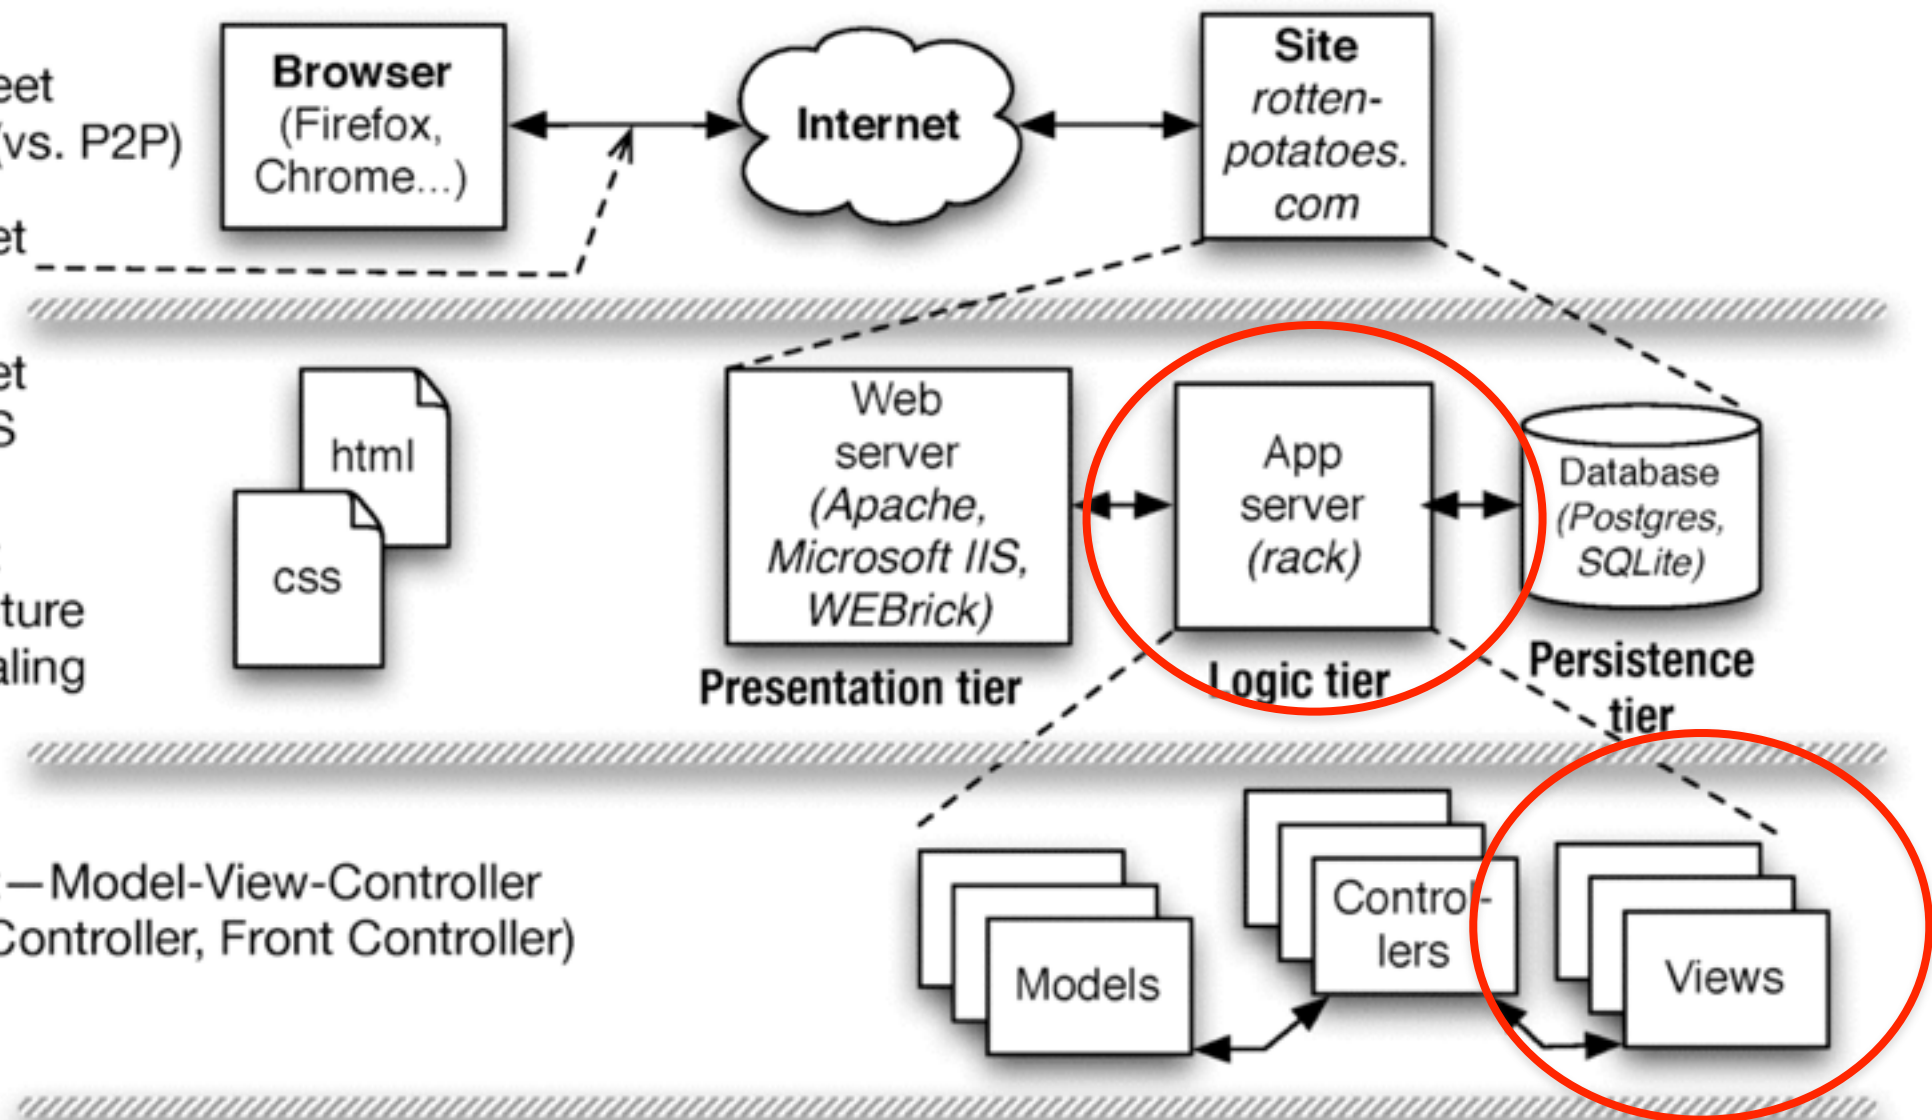 eet
(vs. P2P)
et
Browser
(Firefox,
Chrome...)
Internet
Site
rotten-
potatoes.
com
et
S
ture
aling
html
css
Web
server
(Apache,
Microsoft IIS,
WEBrick)
Presentation tier
App
server
(rack)
Logic tier
Database
(Postgres,
SQLite)
Persistence
tier
—Model-View-Controller
Controller, Front Controller)
Models
Control-
lers
Views